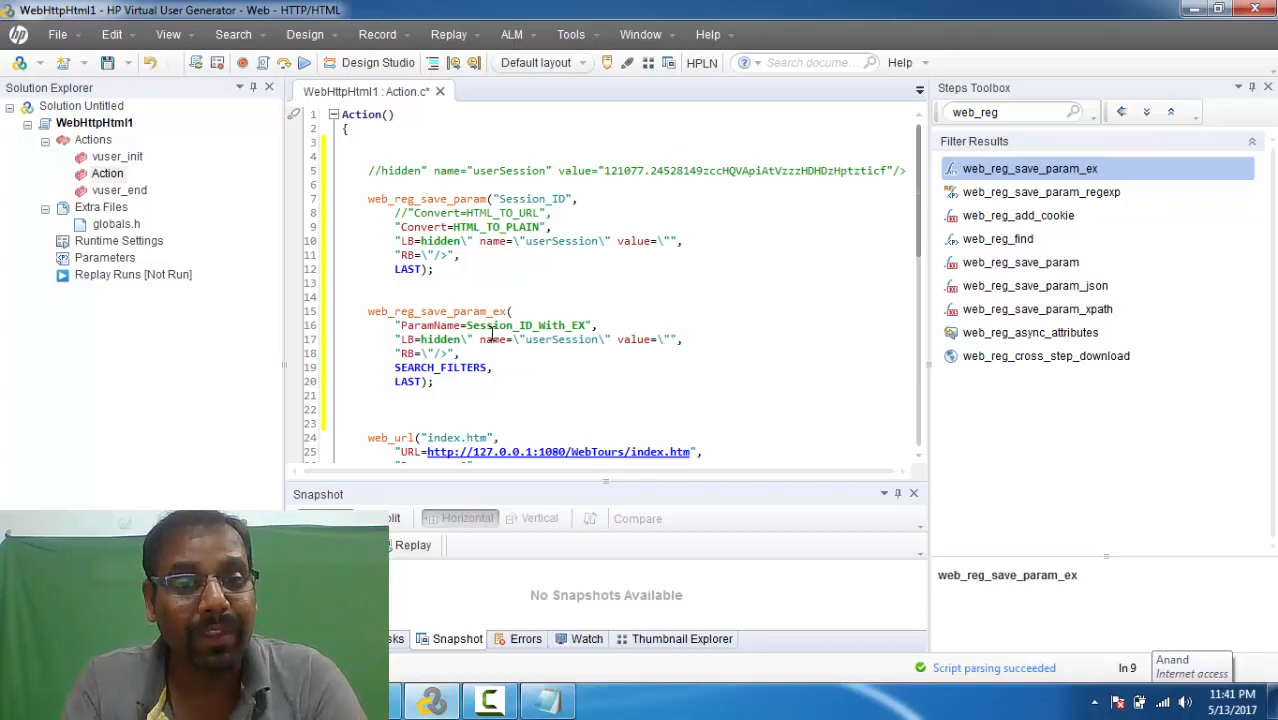 WebHttpHtml1 - HP Virtual User Generator - Web - HTTP/HTML
hp File Edit View Search Design Record Replay ALM Tools Window Help
Design Studio Default layout HPLN Search docume... Help
Solution Explorer
Solution Untitled
WebHttpHtml1
Actions
vuser_init
Action
vuser_end
Extra Files
globals.h
Runtime Settings
Parameters
Replay Runs [Not Run]
WebHttpHtml1 : Action.c*
1 Action()
2 {
3
4
5 //hidden" name="userSession" value="121077.24528149zccHQVApiAtVzzzHDHDzHptzticf"/>
6
7 web_reg_save_param("Session_ID",
8 //"Convert=HTML_TO_URL",
9 "Convert=HTML_TO_PLAIN",
10 "LB=hidden\" name=\"userSession\" value=\"",
11 "RB=\"/>",
12 LAST);
13
14
15 web_reg_save_param_ex(
16 "ParamName=Session_ID_With_EX",
17 "LB=hidden\" name=\"userSession\" value=\"",
18 "RB=\"/>",
19 SEARCH_FILTERS,
20 LAST);
21
22
23
24 web_url("index.htm",
25 "URL=http://127.0.0.1:1080/WebTours/index.htm",
Steps Toolbox
web_reg
Filter Results
web_reg_save_param_ex
web_reg_save_param_regexp
web_reg_add_cookie
web_reg_find
web_reg_save_param
web_reg_save_param_json
web_reg_save_param_xpath
web_reg_async_attributes
web_reg_cross_step_download
web_reg_save_param_ex
Snapshot
Horizontal Vertical Compare
Replay
No Snapshots Available
Snapshot Errors Watch Thumbnail Explorer
Script parsing succeeded ln 9
Anand
Internet access
11:41 PM
5/13/2017